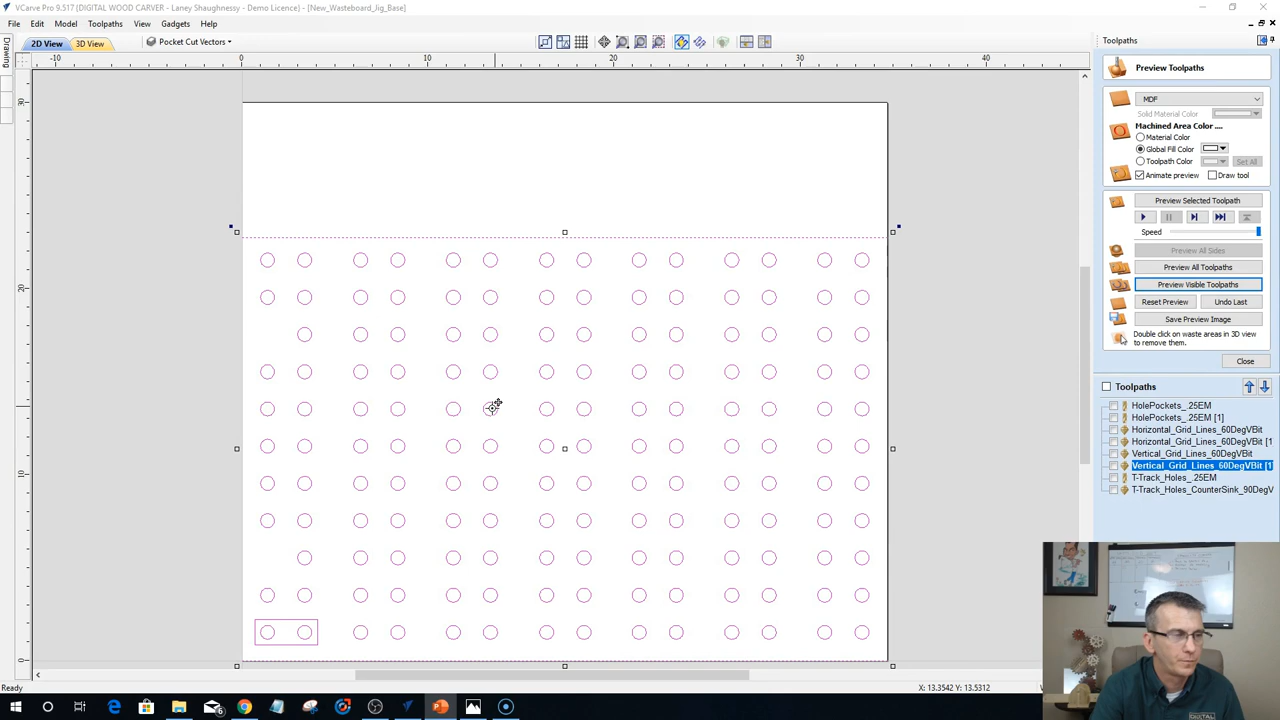 VCarve Pro 9.517 (DIGITAL WOOD CARVER) - Laney Shaughnessy - Demo Licence} - [New_Wasteboard_Jig_Base]
File Edit Model Toolpaths View Gadgets Help
2D View 3D View Pocket Cut Vectors
Drawing
-10 0 10 20 30 40
30
20
10
0
Toolpaths
Preview Toolpaths
MDF
Solid Material Color
Machined Area Color ....
Material Color
Global Fill Color
Toolpath Color Set All
Animate preview Draw tool
Preview Selected Toolpath
Speed
Preview All Sides
Preview All Toolpaths
Preview Visible Toolpaths
Reset Preview Undo Last
Save Preview Image
Double click on waste areas in 3D view
to remove them.
Close
Toolpaths
HolePockets_.25EM
HolePockets_.25EM [1]
Horizontal_Grid_Lines_60DegVBit
Horizontal_Grid_Lines_60DegVBit [1
Vertical_Grid_Lines_60DegVBit
Vertical_Grid_Lines_60DegVBit [1
T-Track_Holes_.25EM
T-Track_Holes_CounterSink_90DegV
Ready X: 13.3542 Y: 13.5312